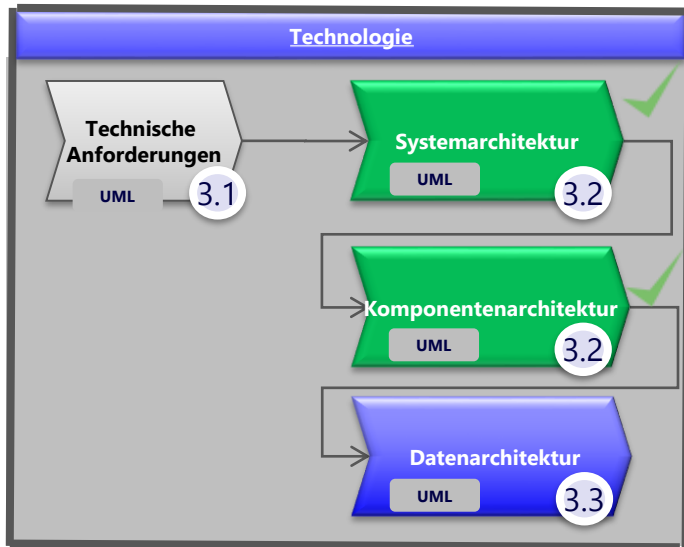 Technologie
Technische
Anforderungen
UML
3.1
Systemarchitektur
UML
3.2
Komponentenarchitektur
UML
3.2
Datenarchitektur
UML
3.3